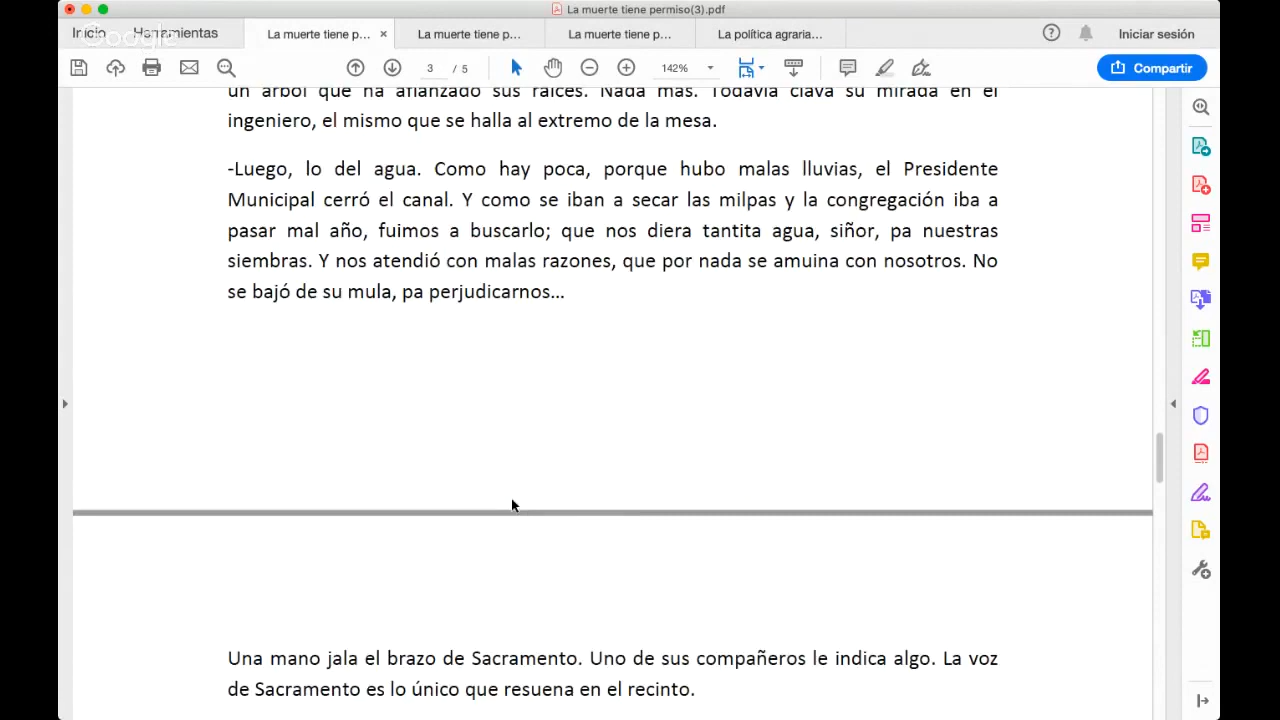 La muerte tiene permiso(3).pdf
Inicio
Herramientas
Google
La muerte tiene p...
×
La muerte tiene p...
La muerte tiene p...
La política agraria...
Iniciar sesión
3 / 5
142%
Compartir
un árbol que ha afianzado sus raíces. Nada más. Todavía clava su mirada en el
ingeniero, el mismo que se halla al extremo de la mesa.
-Luego, lo del agua. Como hay poca, porque hubo malas lluvias, el Presidente
Municipal cerró el canal. Y como se iban a secar las milpas y la congregación iba a
pasar mal año, fuimos a buscarlo; que nos diera tantita agua, siñor, pa nuestras
siembras. Y nos atendió con malas razones, que por nada se amuina con nosotros. No
se bajó de su mula, pa perjudicarnos...
Una mano jala el brazo de Sacramento. Uno de sus compañeros le indica algo. La voz
de Sacramento es lo único que resuena en el recinto.